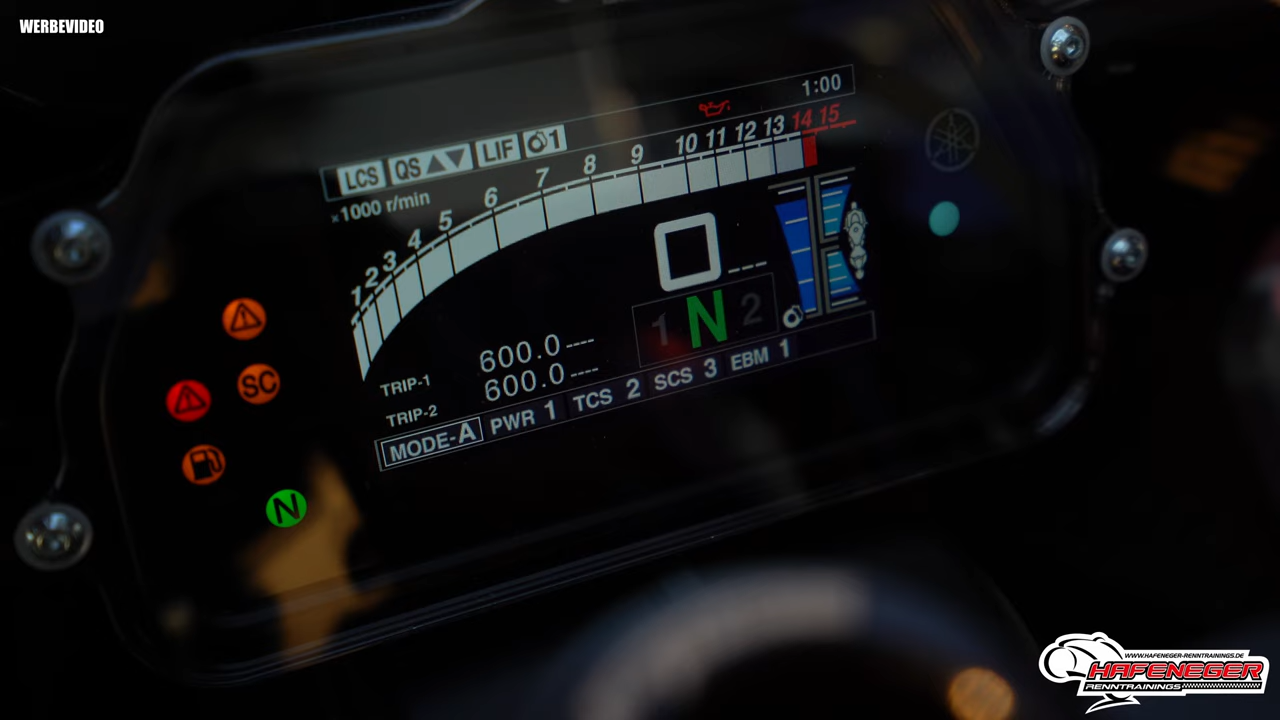 WERBEVIDEO
1:00
LCS QS LIF 1
×1000 r/min
1 2 3 4 5 6 7 8 9 10 11 12 13 14 15
0 ---
1 N 2
TRIP-1 600.0 ----
TRIP-2 600.0 ----
MODE-A PWR 1 TCS 2 SCS 3 EBM 1
SC
N
WWW.HAFENEGER-RENNTRAININGS.DE
HAFENEGER
RENNTRAININGS